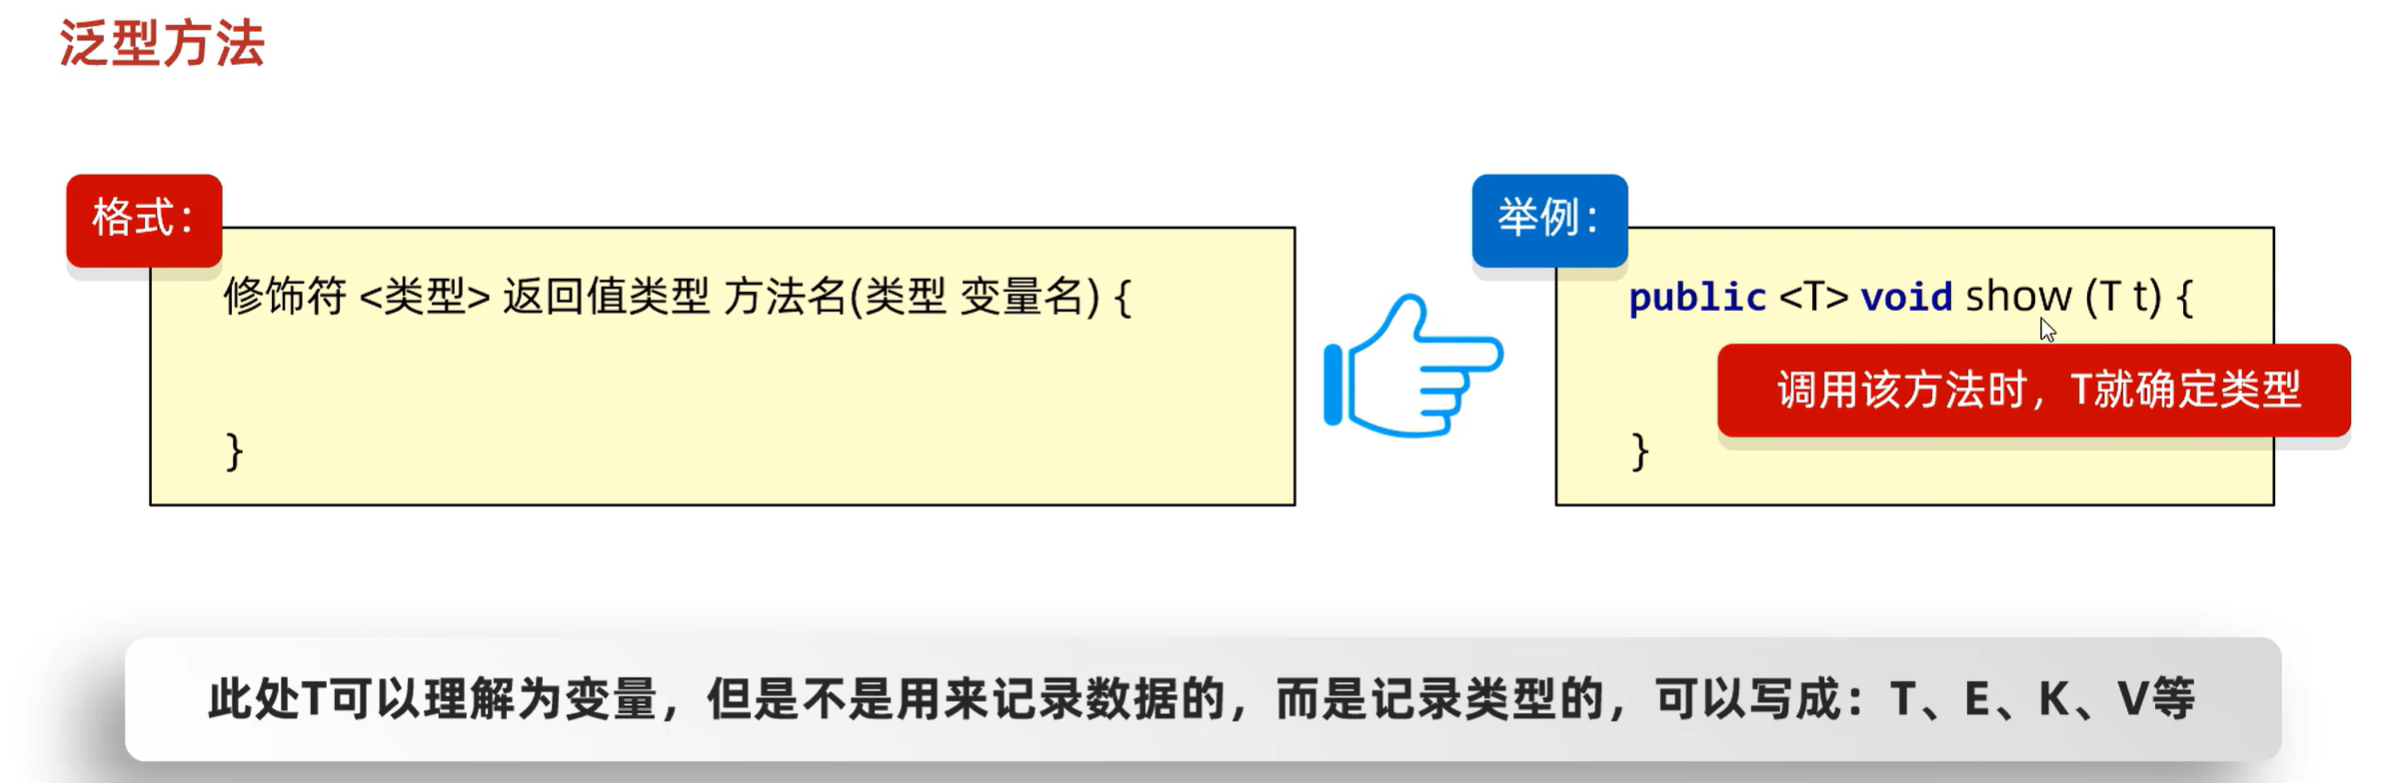 泛型方法
格式：
修饰符 <类型> 返回值类型 方法名(类型 变量名) {
}
举例：
public <T> void show (T t) {
调用该方法时，T就确定类型
}
此处T可以理解为变量，但是不是用来记录数据的，而是记录类型的，可以写成：T、E、K、V等